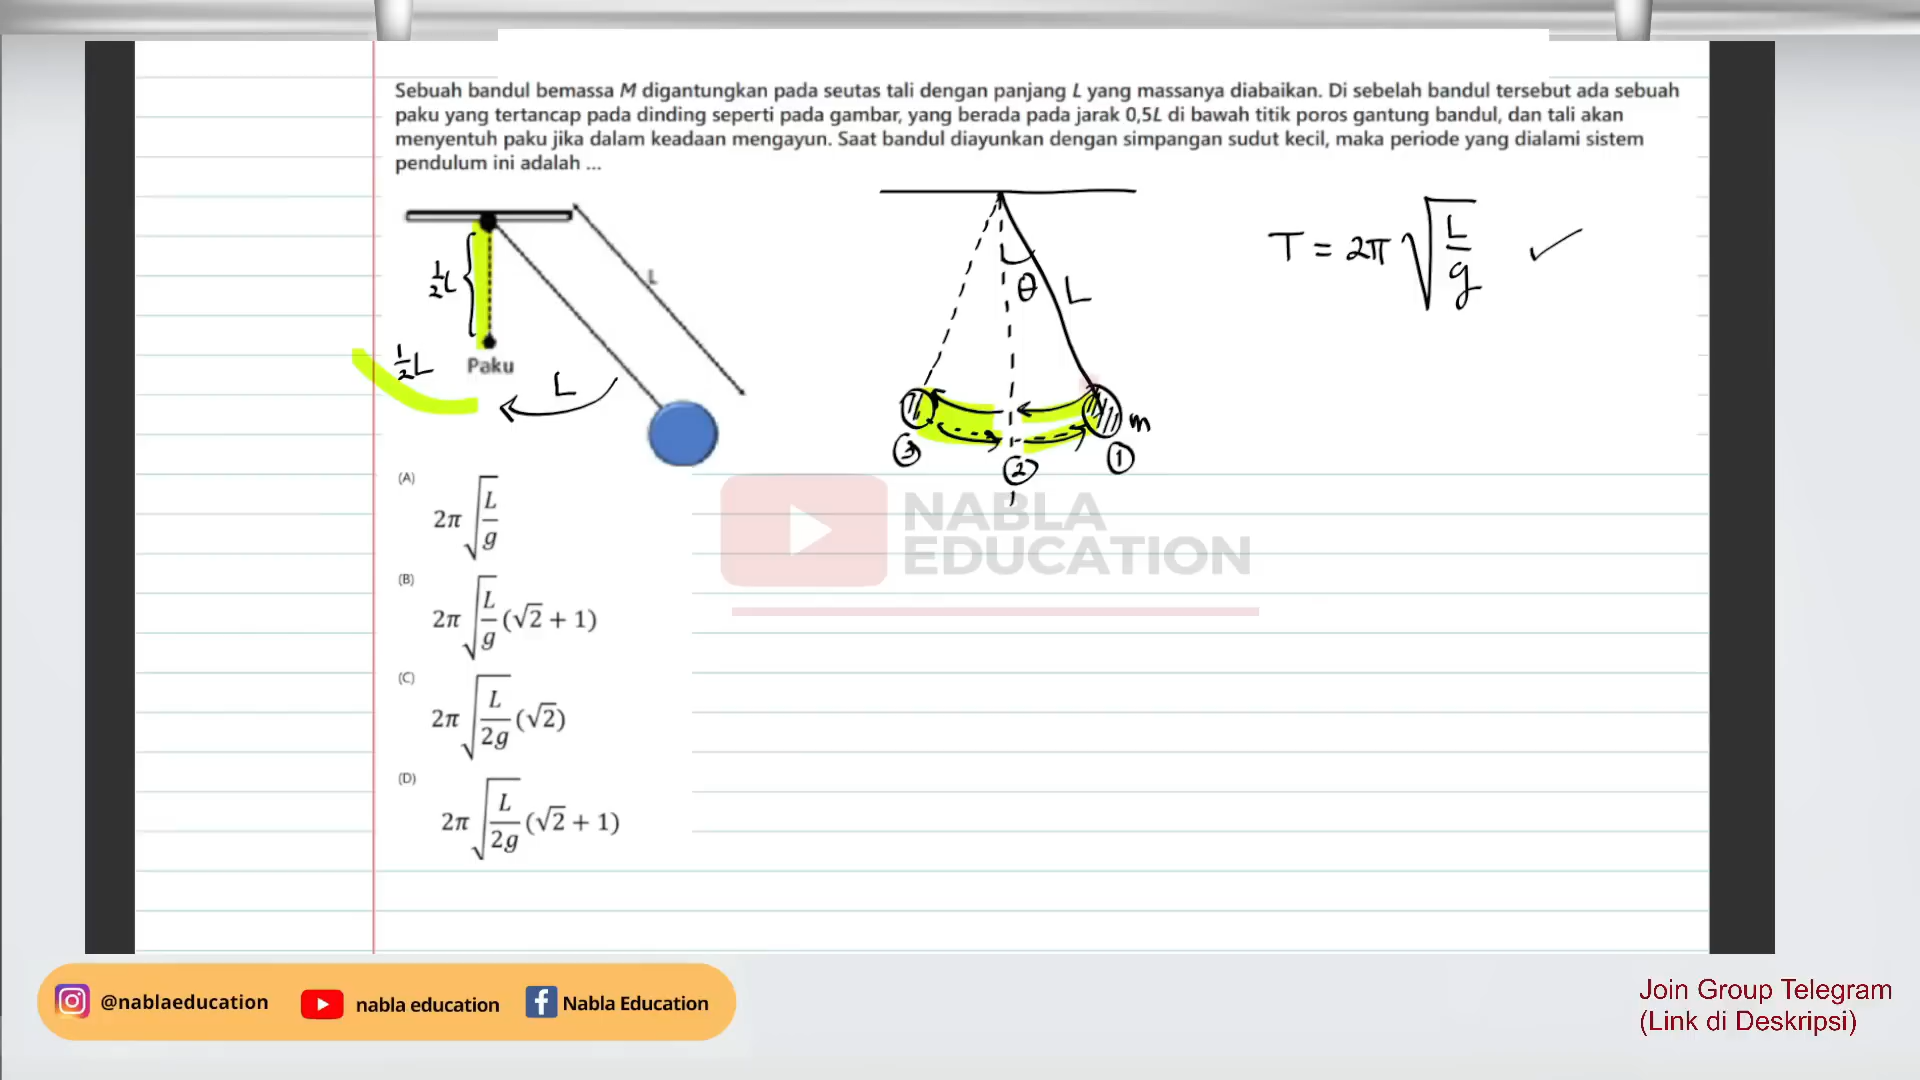 Sebuah bandul bemassa M digantungkan pada seutas tali dengan panjang L yang massanya diabaikan. Di sebelah bandul tersebut ada sebuah
paku yang tertancap pada dinding seperti pada gambar, yang berada pada jarak 0,5L di bawah titik poros gantung bandul, dan tali akan
menyentuh paku jika dalam keadaan mengayun. Saat bandul diayunkan dengan simpangan sudut kecil, maka periode yang dialami sistem
pendulum ini adalah ...
½L
L
Paku
½L
L
θ
L
m
③
②
①
T = 2π √(L/g) ✓
(A)
2π √(L/g)
(B)
2π √(L/g) (√2 + 1)
(C)
2π √(L/2g) (√2)
(D)
2π √(L/2g) (√2 + 1)
NABLA
EDUCATION
@nablaeducation
nabla education
Nabla Education
Join Group Telegram
(Link di Deskripsi)